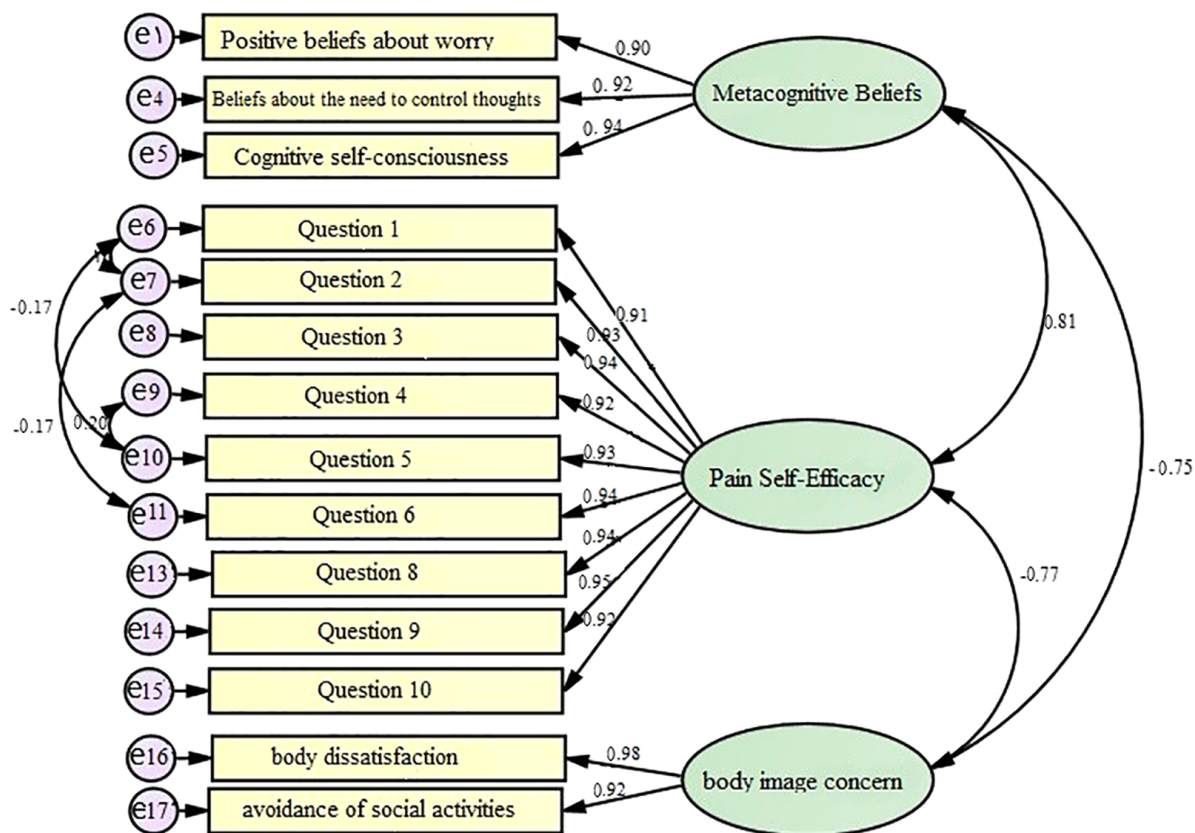 e1
Positive beliefs about worry
0.90
Metacognitive Beliefs
e4
Beliefs about the need to control thoughts
0.92
e5
Cognitive self-consciousness
0.94
e6
Question 1
e7
Question 2
-0.17
0.91
0.81
e8
Question 3
0.93
0.94
e9
Question 4
0.92
-0.17
0.20
e10
Question 5
0.93
Pain Self-Efficacy
-0.75
e11
Question 6
0.94
0.94
e13
Question 8
0.95
-0.77
e14
Question 9
0.92
e15
Question 10
e16
body dissatisfaction
0.98
body image concern
e17
avoidance of social activities
0.92